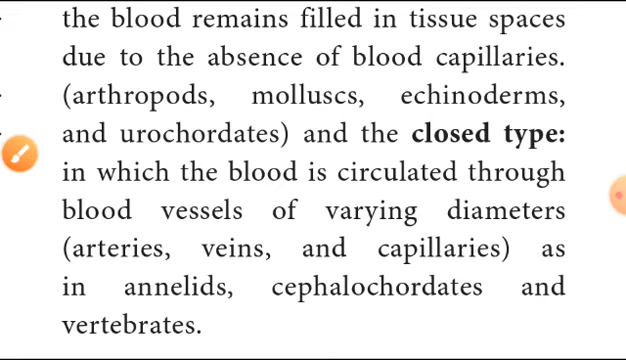 the blood remains filled in tissue spaces
due to the absence of blood capillaries.
(arthropods, molluscs, echinoderms,
and urochordates) and the closed type:
in which the blood is circulated through
blood vessels of varying diameters
(arteries, veins, and capillaries) as
in annelids, cephalochordates and
vertebrates.